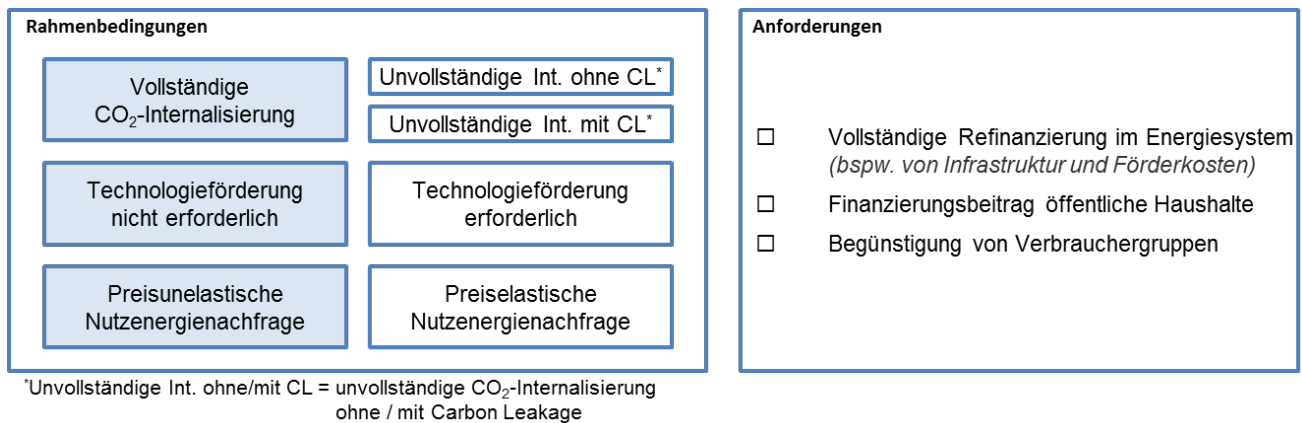 Rahmenbedingungen
Vollständige
CO₂-Internalisierung
Unvollständige Int. ohne CL*
Unvollständige Int. mit CL*
Technologieförderung
nicht erforderlich
Technologieförderung
erforderlich
Preisunelastische
Nutzenergienachfrage
Preiselastische
Nutzenergienachfrage
*Unvollständige Int. ohne/mit CL = unvollständige CO₂-Internalisierung
ohne / mit Carbon Leakage
Anforderungen
☐ Vollständige Refinanzierung im Energiesystem
(bspw. von Infrastruktur und Förderkosten)
☐ Finanzierungsbeitrag öffentliche Haushalte
☐ Begünstigung von Verbrauchergruppen